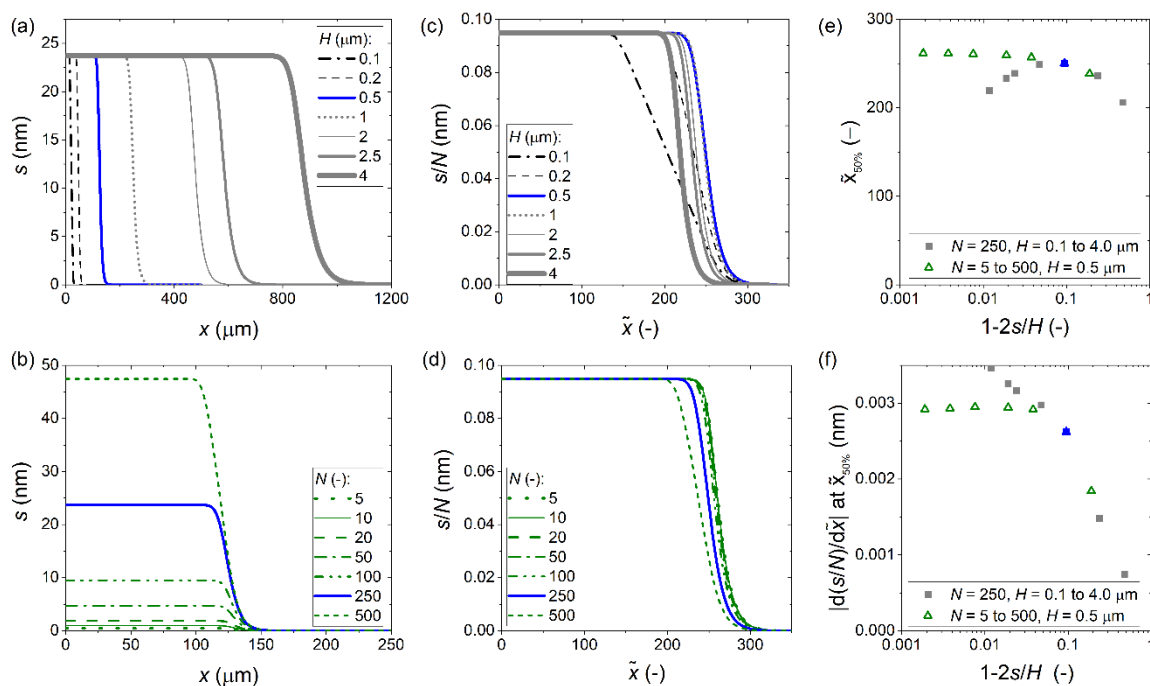 (a)
25
20
15
10
5
0
s (nm)
0 400 800 1200
x (μm)
H (μm):
0.1
0.2
0.5
1
2
2.5
4
(c)
0.10
0.08
0.06
0.04
0.02
0.00
s/N (nm)
0 100 200 300
x̃ (-)
H (μm):
0.1
0.2
0.5
1
2
2.5
4
(e)
300
250
200
150
100
50
0
x̃50% (–)
0.001 0.01 0.1 1
1-2s/H (-)
N = 250, H = 0.1 to 4.0 μm
N = 5 to 500, H = 0.5 μm
(b)
50
40
30
20
10
0
s (nm)
0 50 100 150 200 250
x (μm)
N (-):
5
10
20
50
100
250
500
(d)
0.10
0.08
0.06
0.04
0.02
0.00
s/N (nm)
0 100 200 300
x̃ (-)
N (-):
5
10
20
50
100
250
500
(f)
0.003
0.002
0.001
0.000
|d(s/N)/dx̃| at x̃50% (nm)
0.001 0.01 0.1 1
1-2s/H (-)
N = 250, H = 0.1 to 4.0 μm
N = 5 to 500, H = 0.5 μm